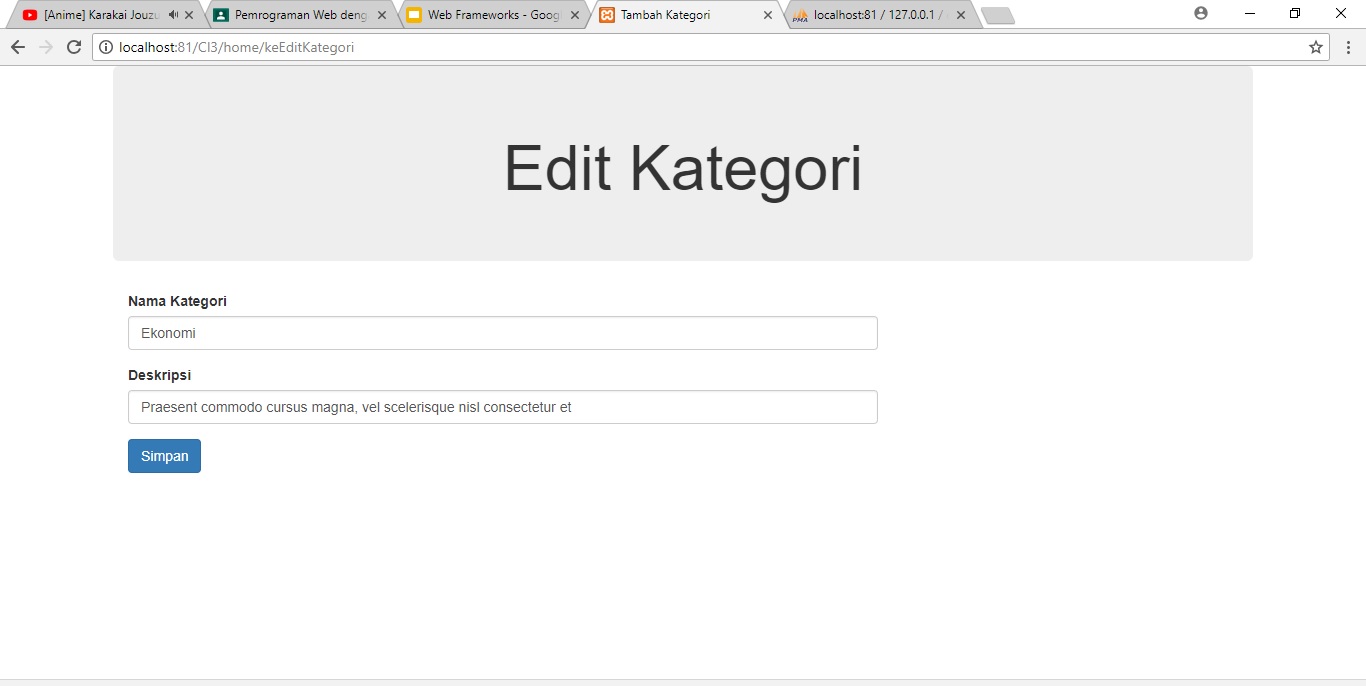 [Anime] Karakai Jouzu
Pemrograman Web deng
Web Frameworks - Goog
Tambah Kategori
localhost:81 / 127.0.0.1 /
localhost:81/CI3/home/keEditKategori
Edit Kategori
Nama Kategori
Ekonomi
Deskripsi
Praesent commodo cursus magna, vel scelerisque nisl consectetur et
Simpan